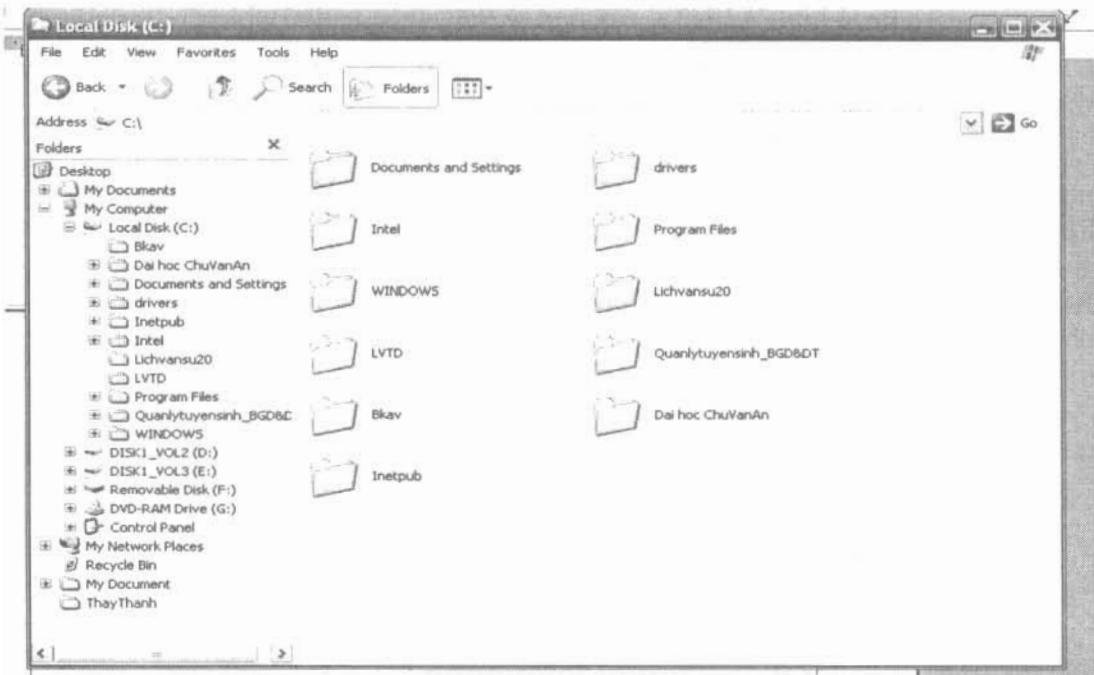 Local Disk (C:)
File Edit View Favorites Tools Help
Back Search Folders
Address C:\ Go
Folders
Desktop
My Documents
My Computer
Local Disk (C:)
Bkav
Dai hoc ChuVanAn
Documents and Settings
drivers
Inetpub
Intel
Lichvansu20
LVTD
Program Files
Quanlytuyensinh_BGD&D
WINDOWS
DISK1_VOL2 (D:)
DISK1_VOL3 (E:)
Removable Disk (F:)
DVD-RAM Drive (G:)
Control Panel
My Network Places
Recycle Bin
My Document
ThayThanh
Documents and Settings drivers
Intel Program Files
WINDOWS Lichvansu20
LVTD Quanlytuyensinh_BGD&DT
Bkav Dai hoc ChuVanAn
Inetpub